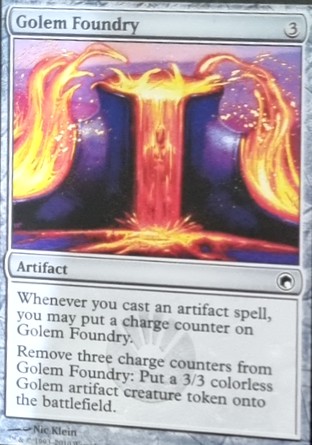 Golem Foundry
3
Artifact
Whenever you cast an artifact spell,
you may put a charge counter on
Golem Foundry.
Remove three charge counters from
Golem Foundry: Put a 3/3 colorless
Golem artifact creature token onto
the battlefield.
Nic Klein